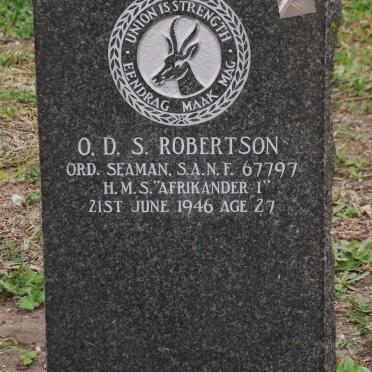 UNION IS STRENGTH
EENDRAG MAAK MAG
O. D. S. ROBERTSON
ORD. SEAMAN, S.A.N.F. 67797
H.M.S. "AFRIKANDER I"
21ST JUNE 1946 AGE 27